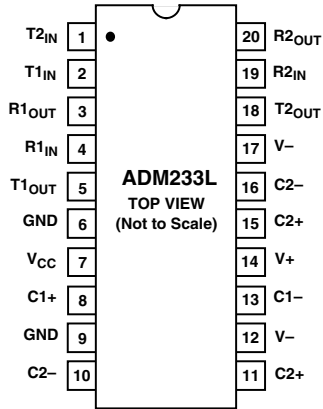 T2IN 1 20 R2OUT
T1IN 2 19 R2IN
R1OUT 3 18 T2OUT
R1IN 4 17 V–
T1OUT 5 ADM233L 16 C2–
TOP VIEW
GND 6 (Not to Scale) 15 C2+
VCC 7 14 V+
C1+ 8 13 C1–
GND 9 12 V–
C2– 10 11 C2+